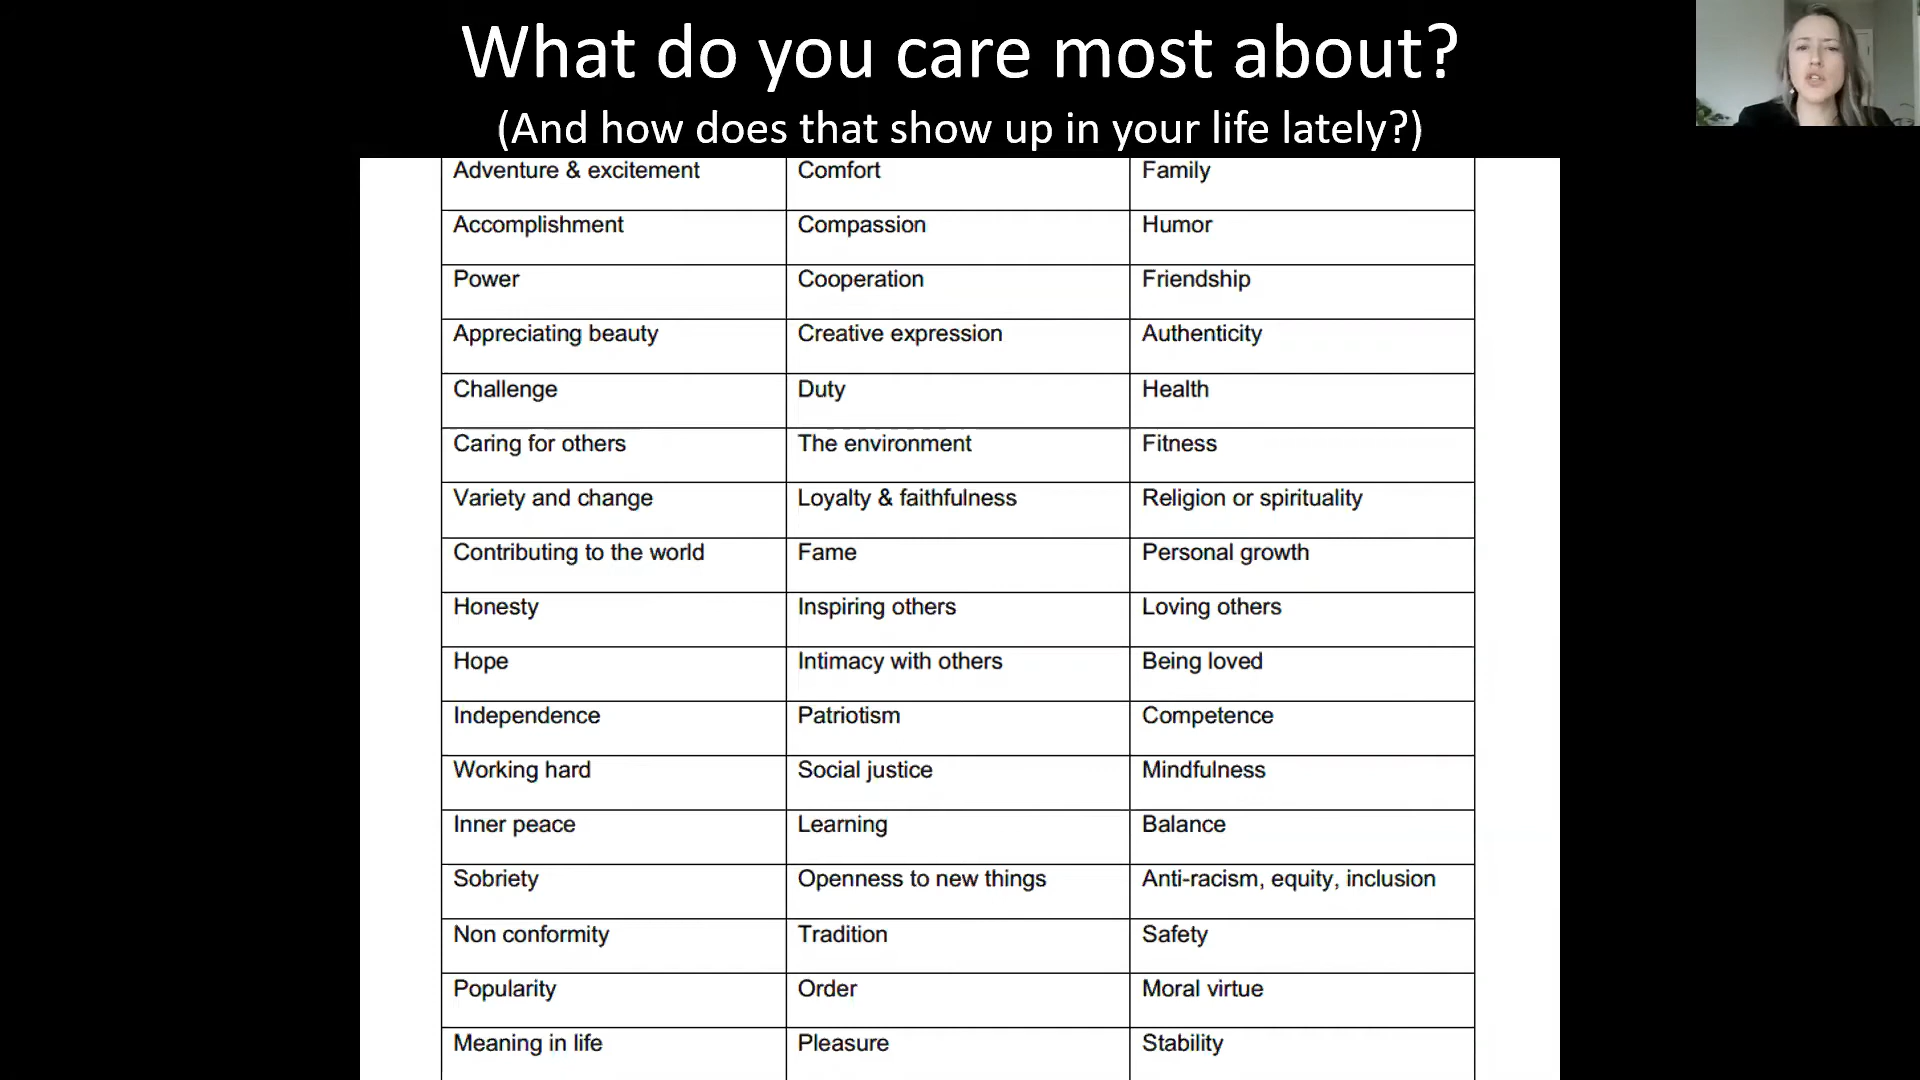 What do you care most about?
(And how does that show up in your life lately?)
Adventure & excitement Comfort Family
Accomplishment Compassion Humor
Power Cooperation Friendship
Appreciating beauty Creative expression Authenticity
Challenge Duty Health
Caring for others The environment Fitness
Variety and change Loyalty & faithfulness Religion or spirituality
Contributing to the world Fame Personal growth
Honesty Inspiring others Loving others
Hope Intimacy with others Being loved
Independence Patriotism Competence
Working hard Social justice Mindfulness
Inner peace Learning Balance
Sobriety Openness to new things Anti-racism, equity, inclusion
Non conformity Tradition Safety
Popularity Order Moral virtue
Meaning in life Pleasure Stability